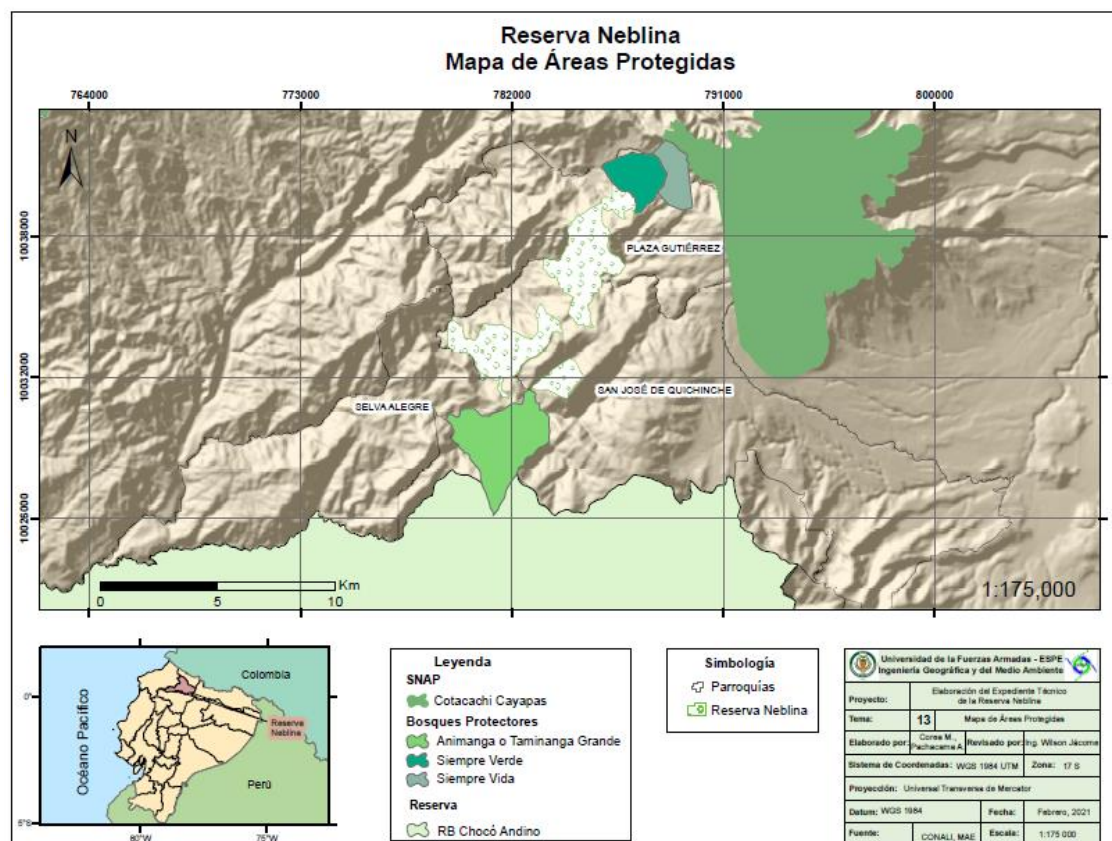 Reserva Neblina
Mapa de Áreas Protegidas
764000 773000 782000 791000 800000
N
10038000
PLAZA GUTIÉRREZ
10032000
SAN JOSÉ DE QUICHINCHE
SELVA ALEGRE
10026000
Km
0 5 10
1:175,000
Colombia
0°
Océano Pacífico
Reserva
Neblina
Perú
5°S
80°W 75°W
Leyenda
SNAP
Cotacachi Cayapas
Bosques Protectores
Animanga o Taminanga Grande
Siempre Verde
Siempre Vida
Reserva
RB Chocó Andino
Simbología
Parroquías
Reserva Neblina
Universidad de la Fuerzas Armadas - ESPE
Ingeniería Geográfica y del Medio Ambiente
Proyecto: Elaboración del Expediente Técnico
de la Reserva Neblina
Tema: 13 Mapa de Áreas Protegidas
Elaborado por: Correa M., Pachacama A. Revisado por: Ing. Wilson Jácome
Sistema de Coordenadas: WGS 1984 UTM Zona: 17 S
Proyección: Universal Transversa de Mercator
Datum: WGS 1984 Fecha: Febrero, 2021
Fuente: CONALI, MAE Escala: 1:175 000